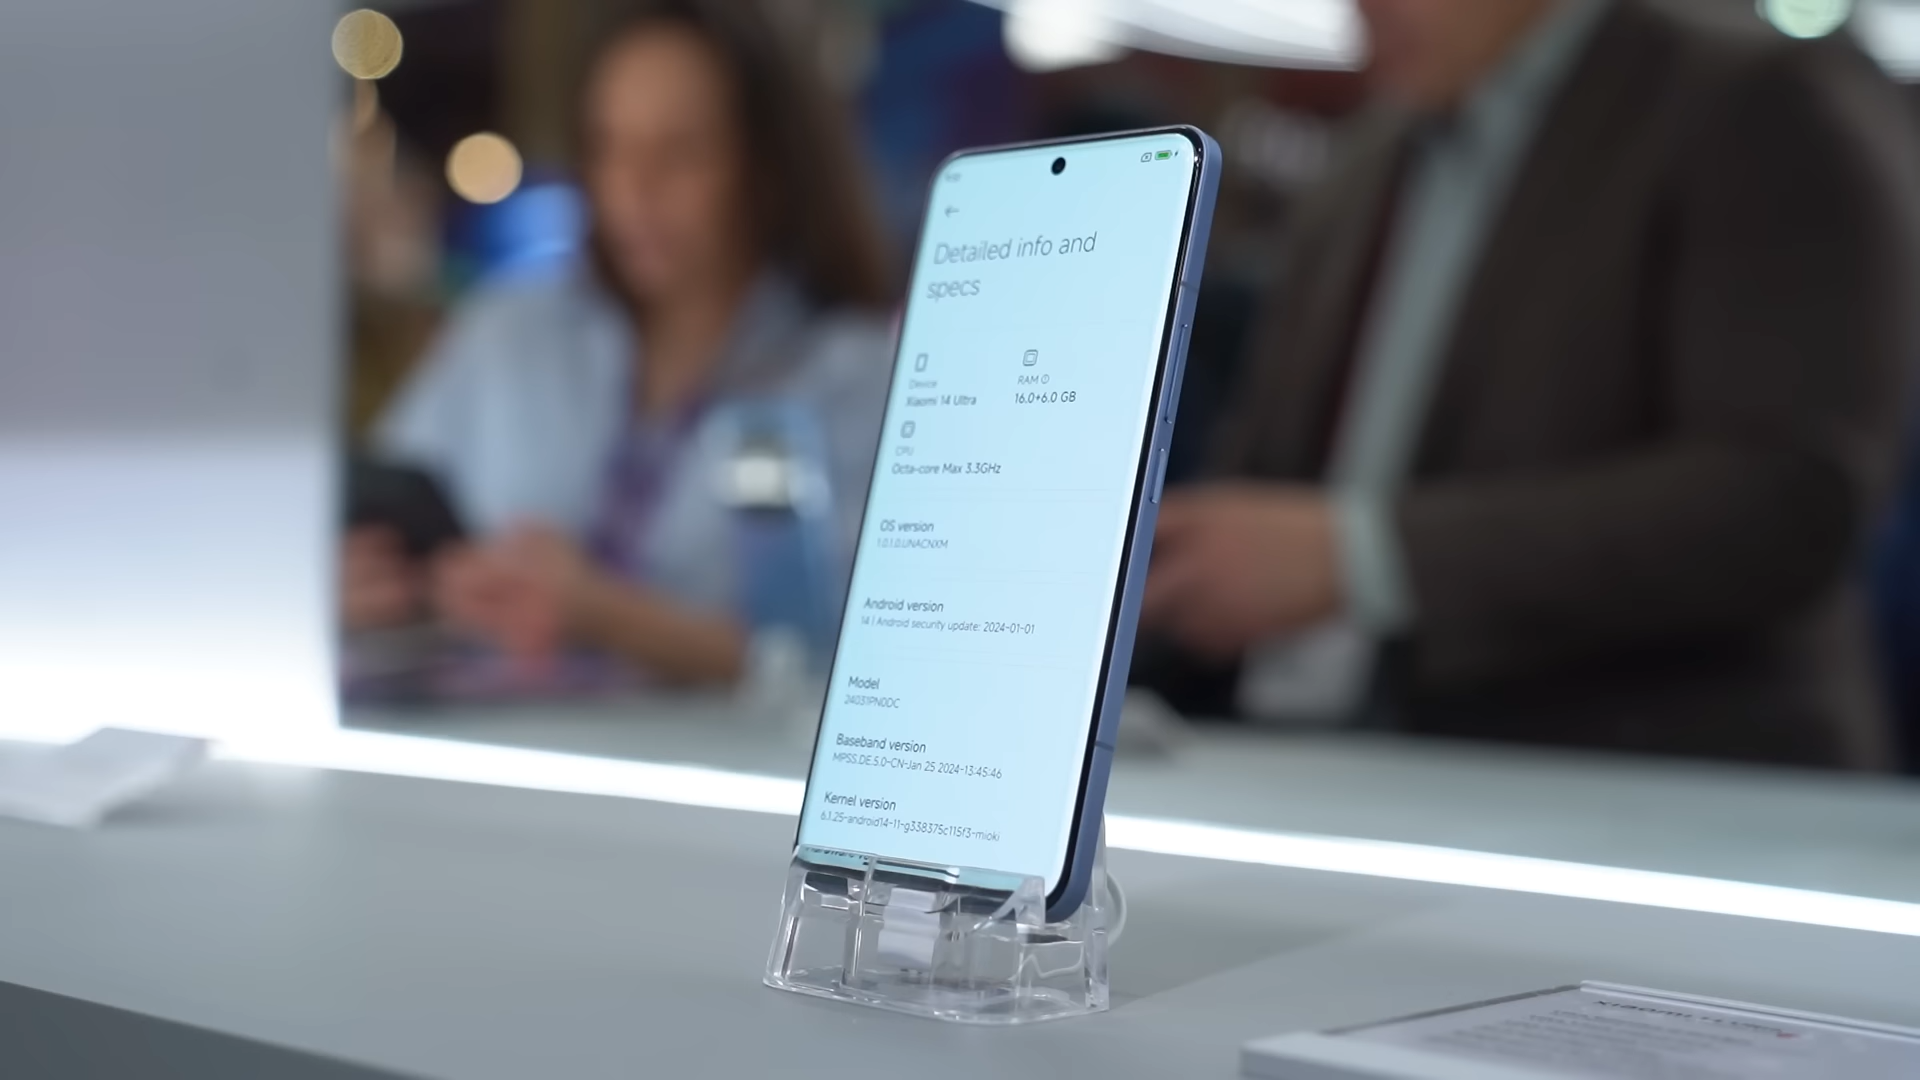 Detailed info and
specs
Device
Xiaomi 14 Ultra
RAM
16.0+6.0 GB
CPU
Octa-core Max 3.3GHz
OS version
1.0.1.0.UNACNXM
Android version
14 | Android security update: 2024-01-01
Model
24031PN0DC
Baseband version
MPSS.DE.5.0-CN-Jan 25 2024-13:45:46
Kernel version
6.1.25-android14-11-g338375c115f3-mioki